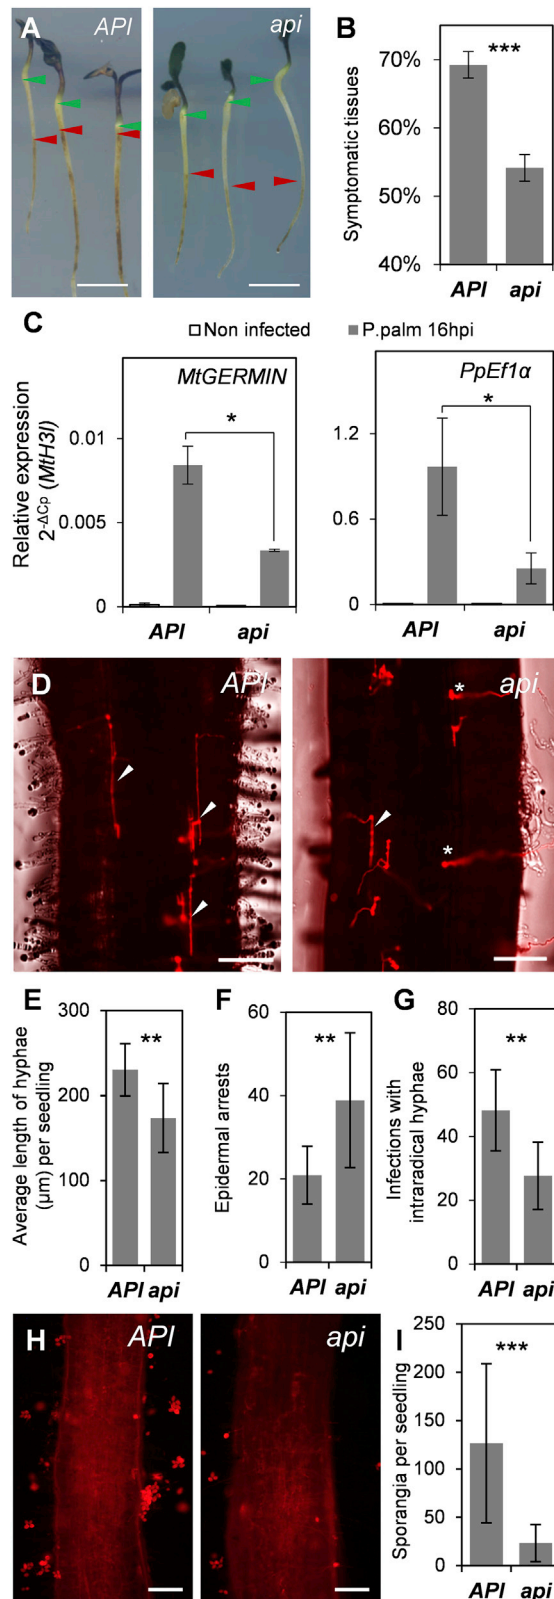 A
API
api
B
Symptomatic tissues
70%
60%
50%
40%
***
API api
C
Non infected
P.palm 16hpi
Relative expression
2-ΔCp (MtH3l)
MtGERMIN
0.01
0.005
0
*
API api
PpEf1α
1.2
0.6
0
*
API api
D
API
api
*
*
E
Average length of hyphae
(µm) per seedling
300
200
100
0
**
API api
F
Epidermal arrests
60
40
20
0
**
API api
G
Infections with
intraradical hyphae
80
60
40
20
0
**
API api
H
API
api
I
Sporangia per seedling
250
200
150
100
50
0
***
API api